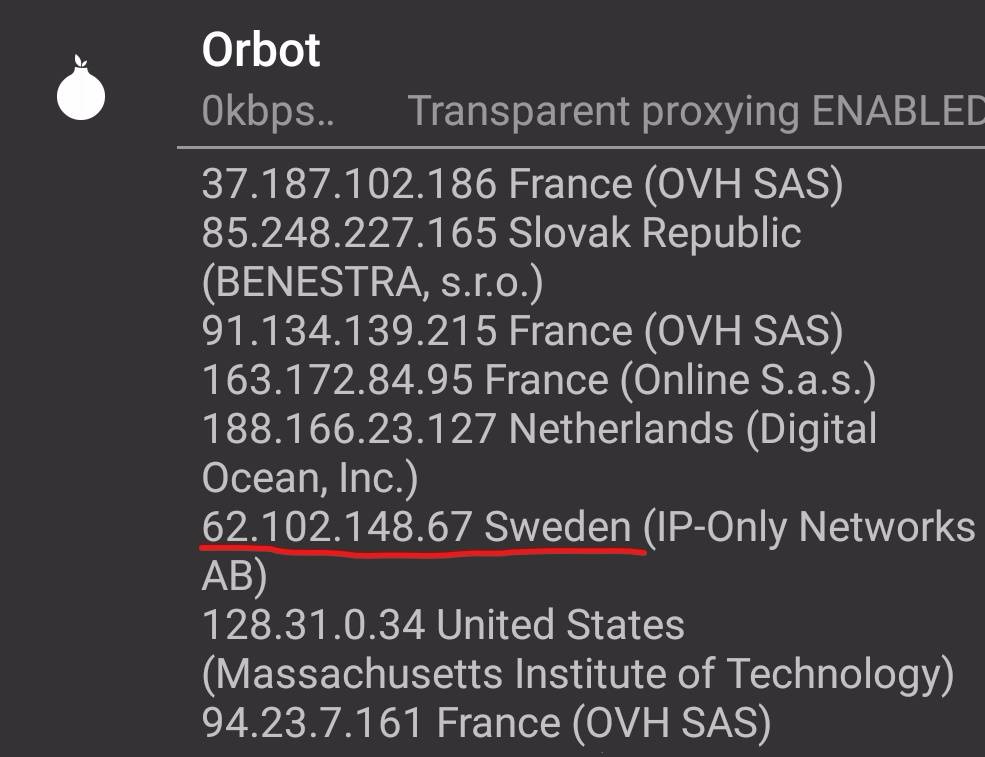 Orbot
0kbps.. Transparent proxying ENABLED
37.187.102.186 France (OVH SAS)
85.248.227.165 Slovak Republic
(BENESTRA, s.r.o.)
91.134.139.215 France (OVH SAS)
163.172.84.95 France (Online S.a.s.)
188.166.23.127 Netherlands (Digital
Ocean, Inc.)
62.102.148.67 Sweden (IP-Only Networks
AB)
128.31.0.34 United States
(Massachusetts Institute of Technology)
94.23.7.161 France (OVH SAS)